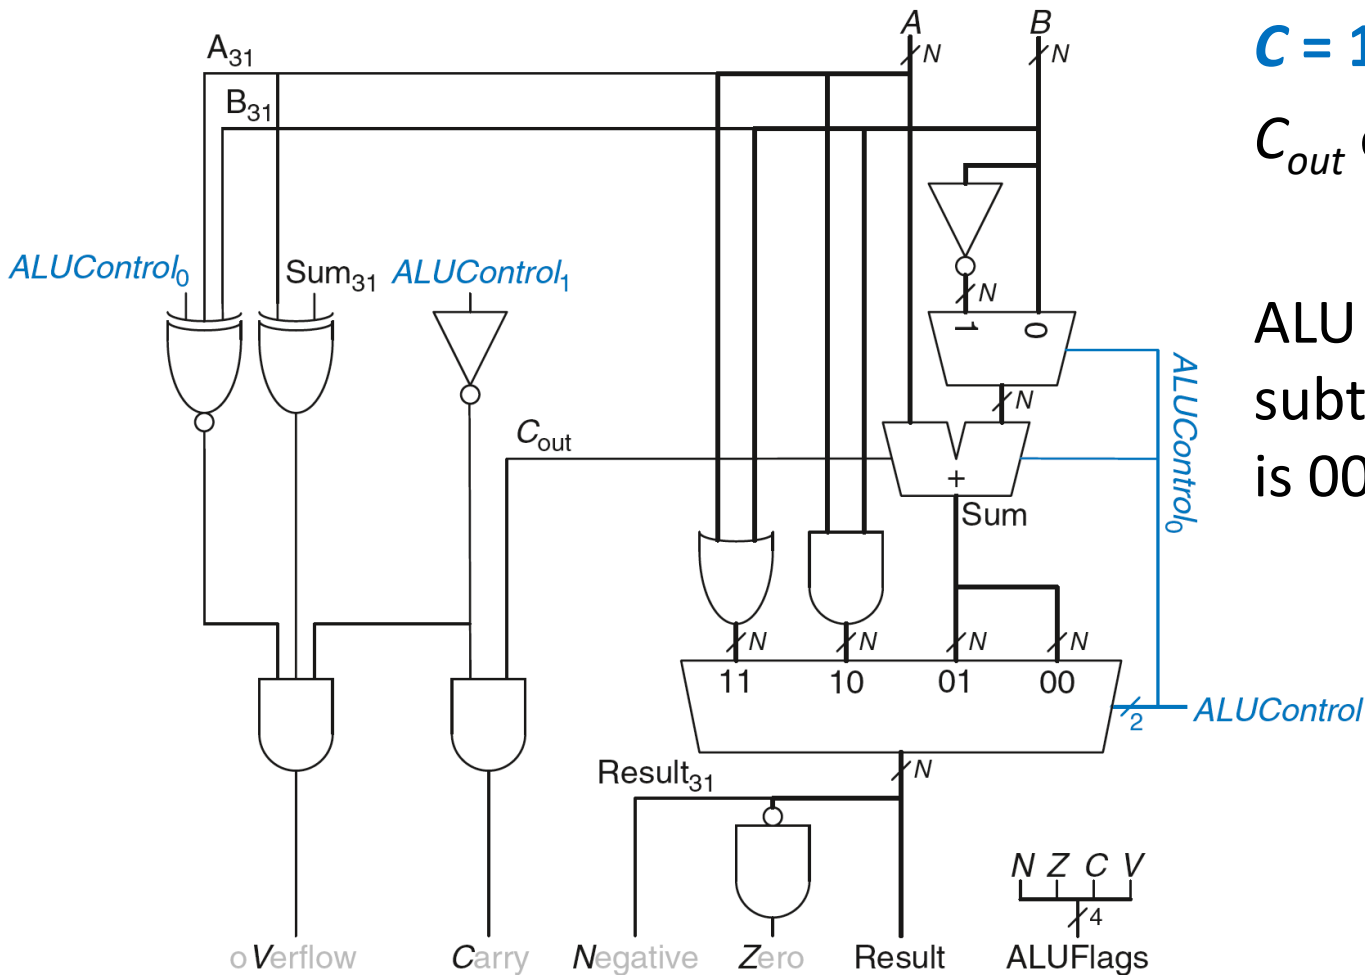 A B
N N
C = 1
A31
B31
Cout
ALUControl0 Sum31 ALUControl1
N
1 0
ALU
subt
is 00
N
ALUControl0
Cout
+
Sum
N N N N
11 10 01 00
2 ALUControl
Result31 N
N Z C V
4
oVerflow Carry Negative Zero Result ALUFlags